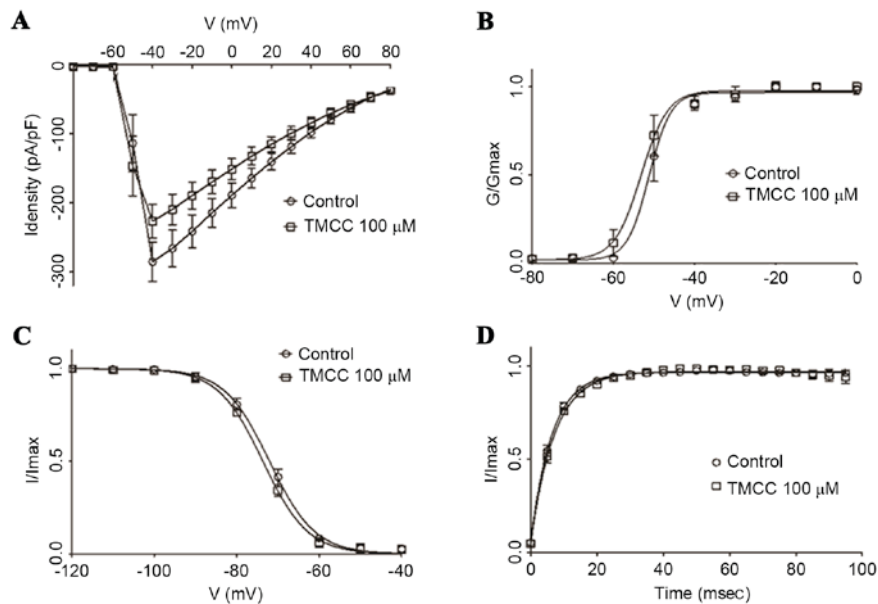 A
V (mV)
-60 -40 -20 0 20 40 60 80
0
-100
-200
-300
Idensity (pA/pF)
Control
TMCC 100 μM
B
1.0
0.5
0.0
G/Gmax
Control
TMCC 100 μM
-80 -60 -40 -20 0
V (mV)
C
1.0
0.5
0.0
I/Imax
Control
TMCC 100 μM
-120 -100 -80 -60 -40
V (mV)
D
1.0
0.5
0.0
I/Imax
Control
TMCC 100 μM
0 20 40 60 80 100
Time (msec)